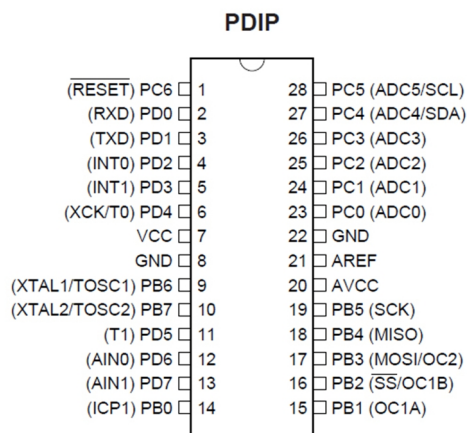 PDIP
(RESET) PC6 1 28 PC5 (ADC5/SCL)
(RXD) PD0 2 27 PC4 (ADC4/SDA)
(TXD) PD1 3 26 PC3 (ADC3)
(INT0) PD2 4 25 PC2 (ADC2)
(INT1) PD3 5 24 PC1 (ADC1)
(XCK/T0) PD4 6 23 PC0 (ADC0)
VCC 7 22 GND
GND 8 21 AREF
(XTAL1/TOSC1) PB6 9 20 AVCC
(XTAL2/TOSC2) PB7 10 19 PB5 (SCK)
(T1) PD5 11 18 PB4 (MISO)
(AIN0) PD6 12 17 PB3 (MOSI/OC2)
(AIN1) PD7 13 16 PB2 (SS/OC1B)
(ICP1) PB0 14 15 PB1 (OC1A)